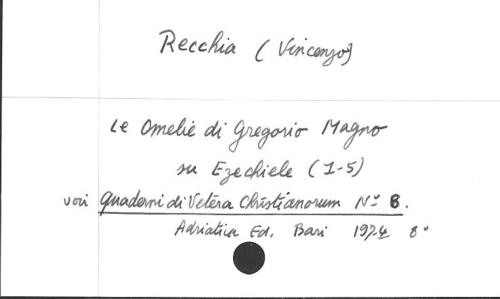 Recchia (Vincenzo)
Le Omelie di Gregorio Magno
su Ezechiele (1-5)
voir Quaderni di Vetera Christianorum No 8.
Adriatica Ed. Bari 1974 8°